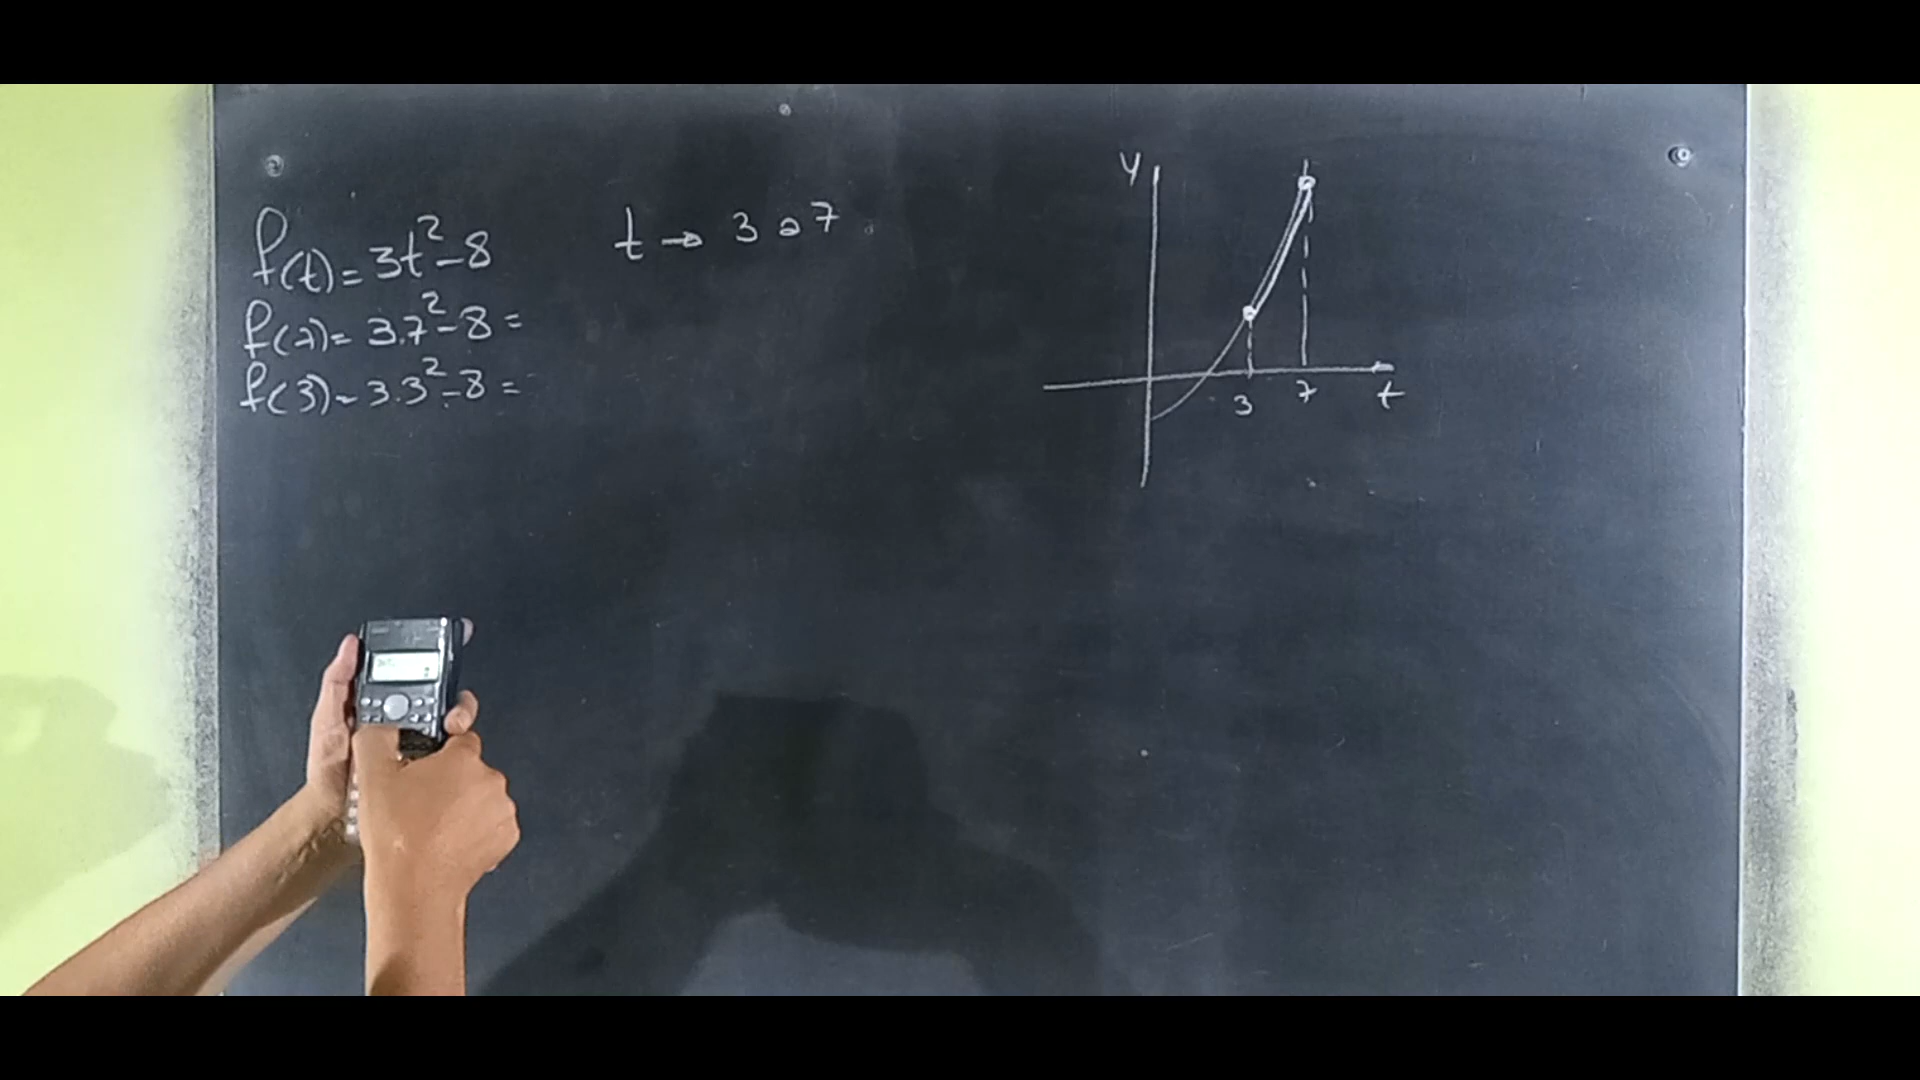 f(t)=3t²-8
t → 3 a 7
f(7)= 3.7²-8 =
f(3)= 3.3²-8 =
y
3 7 t